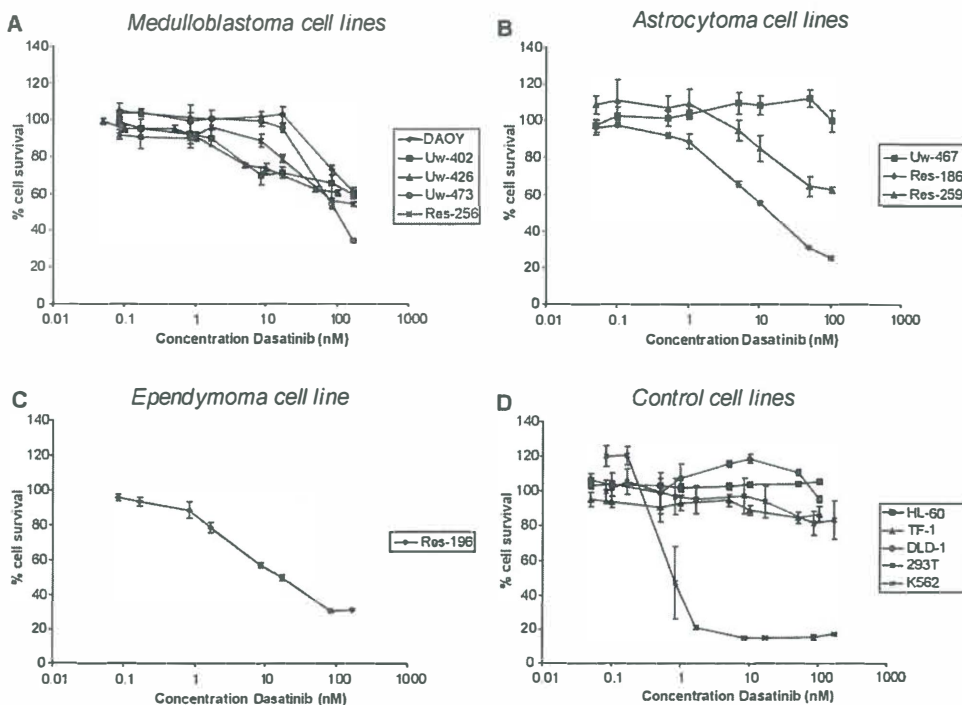 A
Medulloblastoma cell lines
% cell survival
140
120
100
80
60
40
20
0
0.01
0.1
1
10
100
1000
Concentration Dasatinib (nM)
DAOY
Uw-402
Uw-426
Uw-473
Res-256
B
Astrocytoma cell lines
% cell survival
140
120
100
80
60
40
20
0
0.01
0.1
1
10
100
1000
Concentration Dasatinib (nM)
Uw-467
Res-186
Res-259
C
Ependymoma cell line
% cell survival
140
120
100
80
60
40
20
0
0.01
0.1
1
10
100
1000
Concentration Dasatinib (nM)
Res-196
D
Control cell lines
% cell survival
140
120
100
80
60
40
20
0
0.01
0.1
1
10
100
1000
Concentration Dasatinib (nM)
HL-60
TF-1
DLD-1
293T
K562